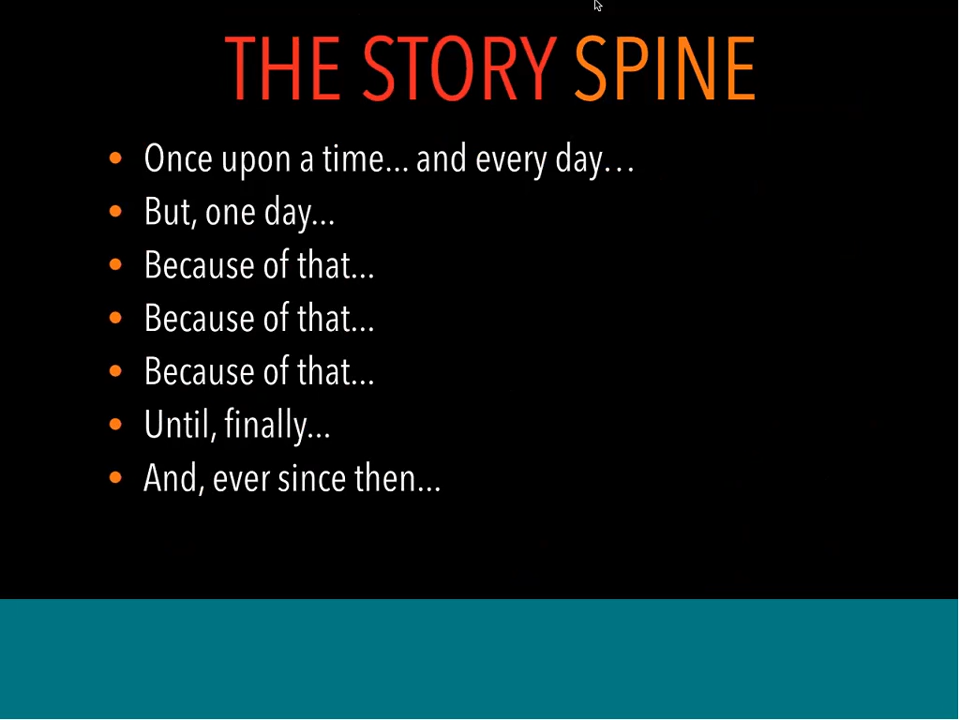 THE STORY SPINE
• Once upon a time... and every day...
• But, one day...
• Because of that...
• Because of that...
• Because of that...
• Until, finally...
• And, ever since then...